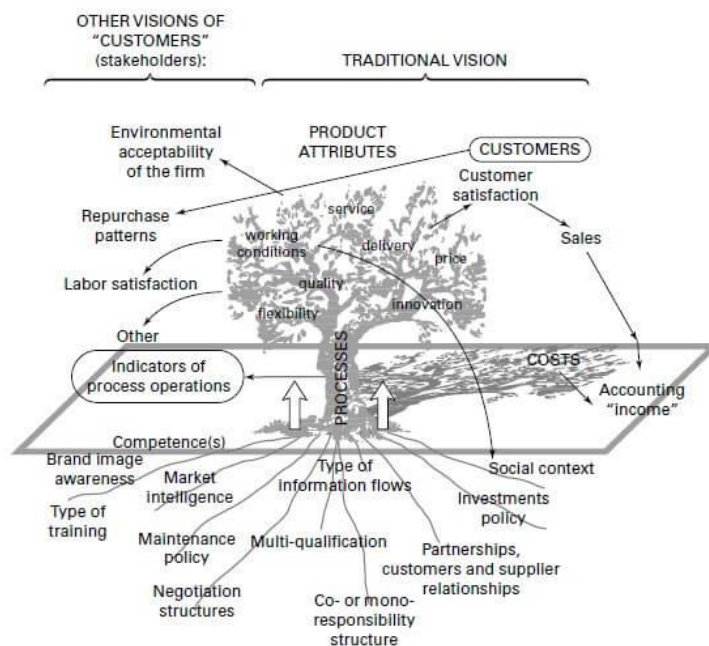 OTHER VISIONS OF
"CUSTOMERS"
(stakeholders):
TRADITIONAL VISION
Environmental
acceptability
of the firm
PRODUCT
ATTRIBUTES
CUSTOMERS
Customer
satisfaction
Repurchase
patterns
service
working
conditions
delivery
Sales
price
Labor satisfaction
quality
innovation
flexibility
Other
Indicators of
process operations
PROCESSES
COSTS
Accounting
"income"
Competence(s)
Brand image
awareness
Market
intelligence
Type of
information flows
Social context
Type of
training
Investments
policy
Maintenance
policy
Multi-qualification
Partnerships,
customers and supplier
relationships
Negotiation
structures
Co- or mono-
responsibility
structure